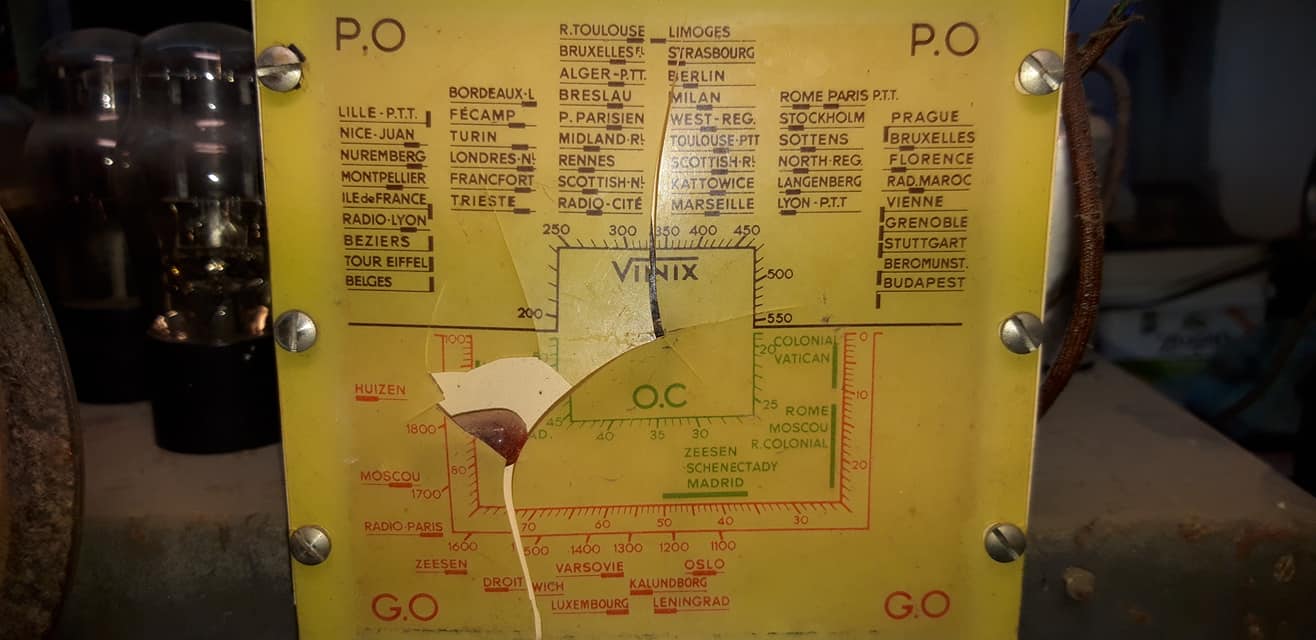 P.O
P.O
R.TOULOUSE
LIMOGES
BRUXELLES FL
STRASBOURG
ALGER-P.T.T.
BERLIN
BRESLAU
MILAN
P. PARISIEN
WEST-REG.
MIDLAND-RL
TOULOUSE-PTT
RENNES
SCOTTISH-RL
SCOTTISH-NL
KATTOWICE
RADIO-CITÉ
MARSEILLE
BORDEAUX-L
FÉCAMP
TURIN
LONDRES-NL
FRANCFORT
TRIESTE
LILLE-P.T.T.
NICE-JUAN
NUREMBERG
MONTPELLIER
ILE de FRANCE
RADIO-LYON
BEZIERS
TOUR EIFFEL
BELGES
ROME PARIS P.T.T.
STOCKHOLM
SOTTENS
NORTH-REG.
LANGENBERG
LYON-P.T.T
PRAGUE
BRUXELLES
FLORENCE
RAD.MAROC
VIENNE
GRENOBLE
STUTTGART
BEROMUNST.
BUDAPEST
250 300 350 400 450
VITNIX
500
200
550
100
20
COLONIAL
VATICAN
0
HUIZEN
O.C
25
10
1800
45 40 35 30
ROME
MOSCOU
R.COLONIAL
AD.
ZEESEN
SCHENECTADY
MADRID
80
20
MOSCOU
1700
RADIO-PARIS
70 60 50 40 30
1600 1500 1400 1300 1200 1100
ZEESEN
VARSOVIE
OSLO
DROITWICH
KALUNDBORG
LUXEMBOURG
LENINGRAD
G.O
G.O